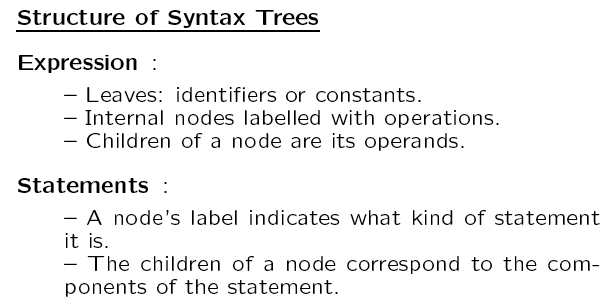 Structure of Syntax Trees
Expression :
– Leaves: identifiers or constants.
– Internal nodes labelled with operations.
– Children of a node are its operands.
Statements :
– A node's label indicates what kind of statement
it is.
– The children of a node correspond to the com-
ponents of the statement.